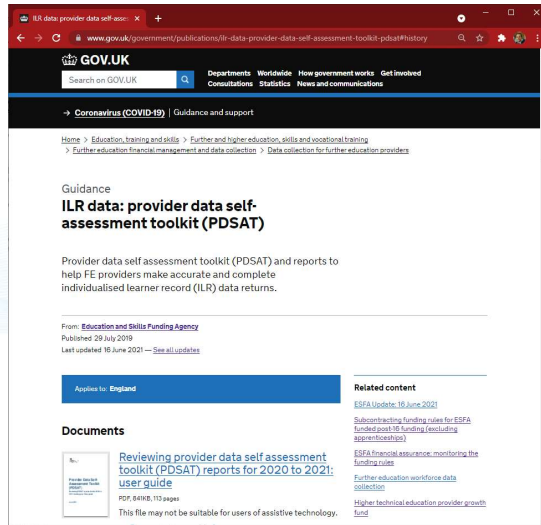 ILR data: provider data self-asses
www.gov.uk/government/publications/ilr-data-provider-data-self-assessment-toolkit-pdsat#history
GOV.UK
Search on GOV.UK
Departments Worldwide How government works Get involved
Consultations Statistics News and communications
→ Coronavirus (COVID-19) | Guidance and support
Home > Education, training and skills > Further and higher education, skills and vocational training
> Further education financial management and data collection > Data collection for further education providers
Guidance
ILR data: provider data self-
assessment toolkit (PDSAT)
Provider data self assessment toolkit (PDSAT) and reports to
help FE providers make accurate and complete
individualised learner record (ILR) data returns.
From: Education and Skills Funding Agency
Published 29 July 2019
Last updated 16 June 2021 — See all updates
Applies to: England
Related content
ESFA Update: 16 June 2021
Subcontracting funding rules for ESFA
funded post-16 funding (excluding
apprenticeships)
ESFA financial assurance: monitoring the
funding rules
Further education workforce data
collection
Higher technical education provider growth
fund
Documents
Reviewing provider data self assessment
toolkit (PDSAT) reports for 2020 to 2021:
user guide
PDF, 841KB, 113 pages
This file may not be suitable for users of assistive technology.